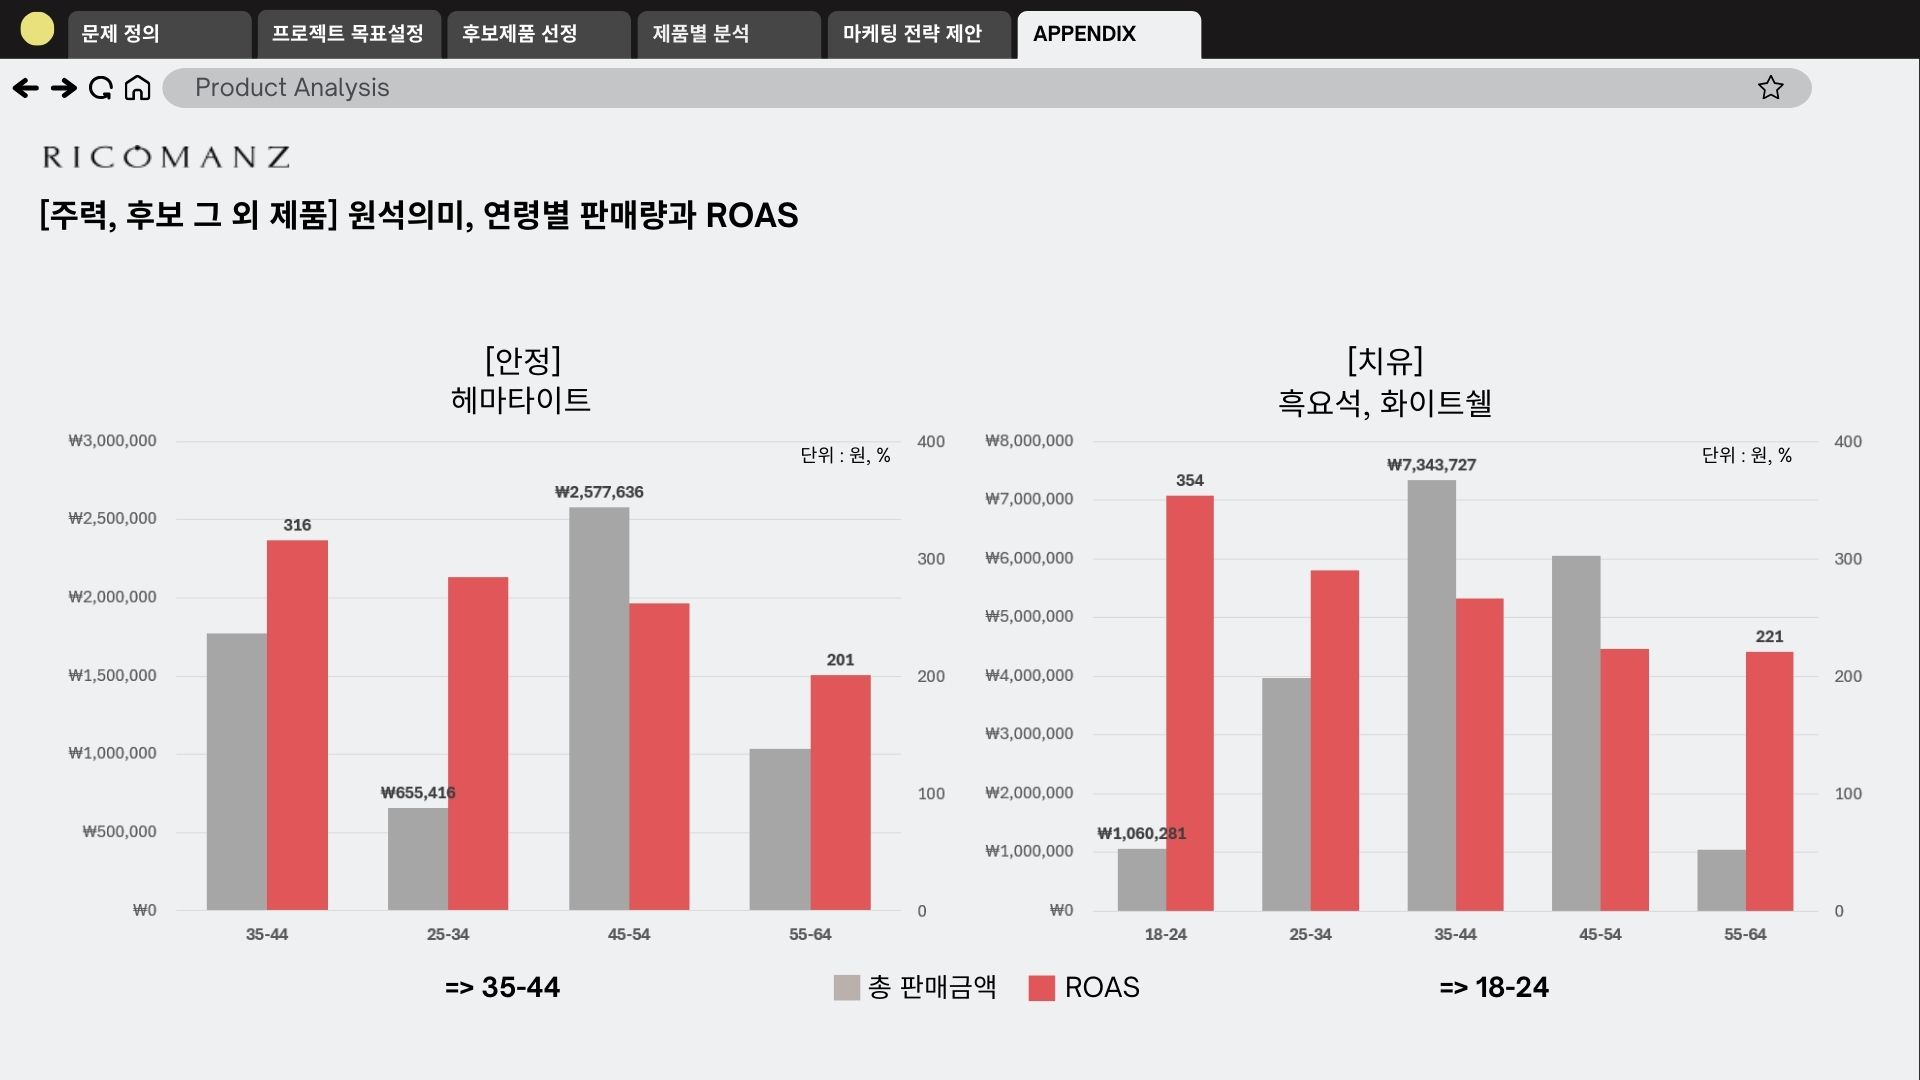 문제 정의
프로젝트 목표설정
후보제품 선정
제품별 분석
마케팅 전략 제안
APPENDIX
Product Analysis
RICOMANZ
[주력, 후보 그 외 제품] 원석의미, 연령별 판매량과 ROAS
[안정]
헤마타이트
₩3,000,000
₩2,500,000
₩2,000,000
₩1,500,000
₩1,000,000
₩500,000
₩0
400
300
200
100
0
단위 : 원, %
316
₩655,416
₩2,577,636
201
35-44
25-34
45-54
55-64
=> 35-44
[치유]
흑요석, 화이트쉘
₩8,000,000
₩7,000,000
₩6,000,000
₩5,000,000
₩4,000,000
₩3,000,000
₩2,000,000
₩1,000,000
₩0
400
300
200
100
0
단위 : 원, %
₩1,060,281
354
₩7,343,727
221
18-24
25-34
35-44
45-54
55-64
총 판매금액
ROAS
=> 18-24